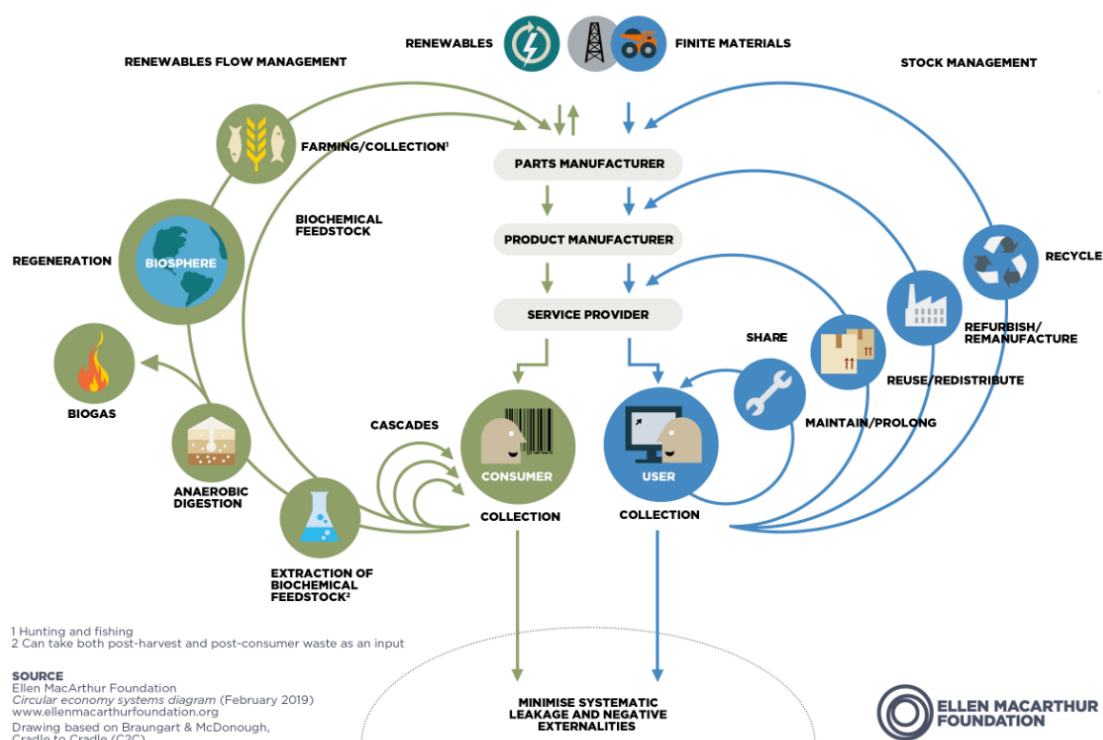 RENEWABLES
FINITE MATERIALS
RENEWABLES FLOW MANAGEMENT
STOCK MANAGEMENT
FARMING/COLLECTION¹
PARTS MANUFACTURER
BIOCHEMICAL
FEEDSTOCK
PRODUCT MANUFACTURER
REGENERATION
BIOSPHERE
RECYCLE
SERVICE PROVIDER
SHARE
REFURBISH/
REMANUFACTURE
REUSE/REDISTRIBUTE
BIOGAS
CASCADES
MAINTAIN/PROLONG
CONSUMER
USER
ANAEROBIC
DIGESTION
COLLECTION
COLLECTION
EXTRACTION OF
BIOCHEMICAL
FEEDSTOCK²
1 Hunting and fishing
2 Can take both post-harvest and post-consumer waste as an input
SOURCE
Ellen MacArthur Foundation
Circular economy systems diagram (February 2019)
www.ellenmacarthurfoundation.org
Drawing based on Braungart & McDonough,
Cradle to Cradle (C2C)
MINIMISE SYSTEMATIC
LEAKAGE AND NEGATIVE
EXTERNALITIES
ELLEN MACARTHUR
FOUNDATION